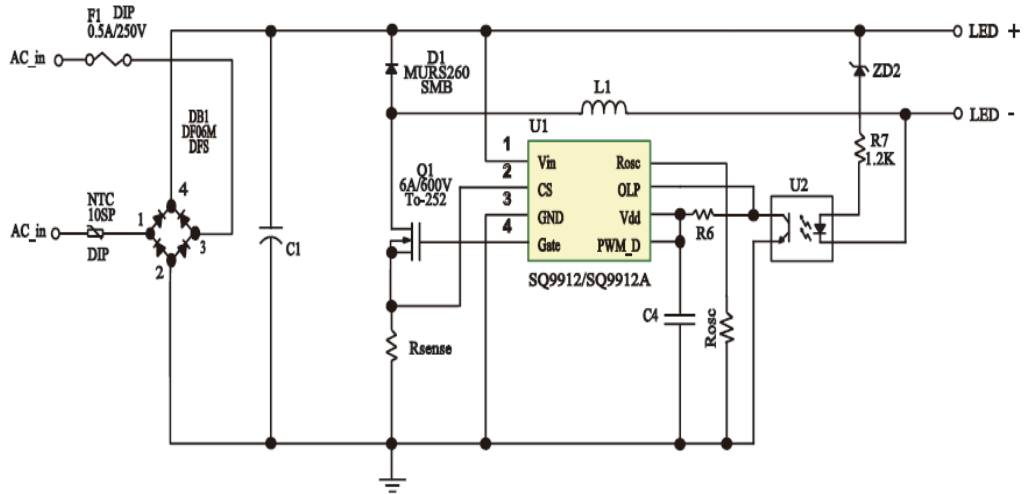 F1 DIP
0.5A/250V
LED +
AC_in
D1
MURS260
SMB
ZD2
L1
LED -
DB1
DF06M
DFS
U1
R7
1.2K
1
Vin
Rosc
Q1
6A/600V
To-252
2
CS
OLP
U2
NTC
10SP
4
3
GND
Vdd
AC_in
1
3
4
Gate
PWM_D
R6
DIP
2
C1
SQ9912/SQ9912A
C4
Rosc
Rsense